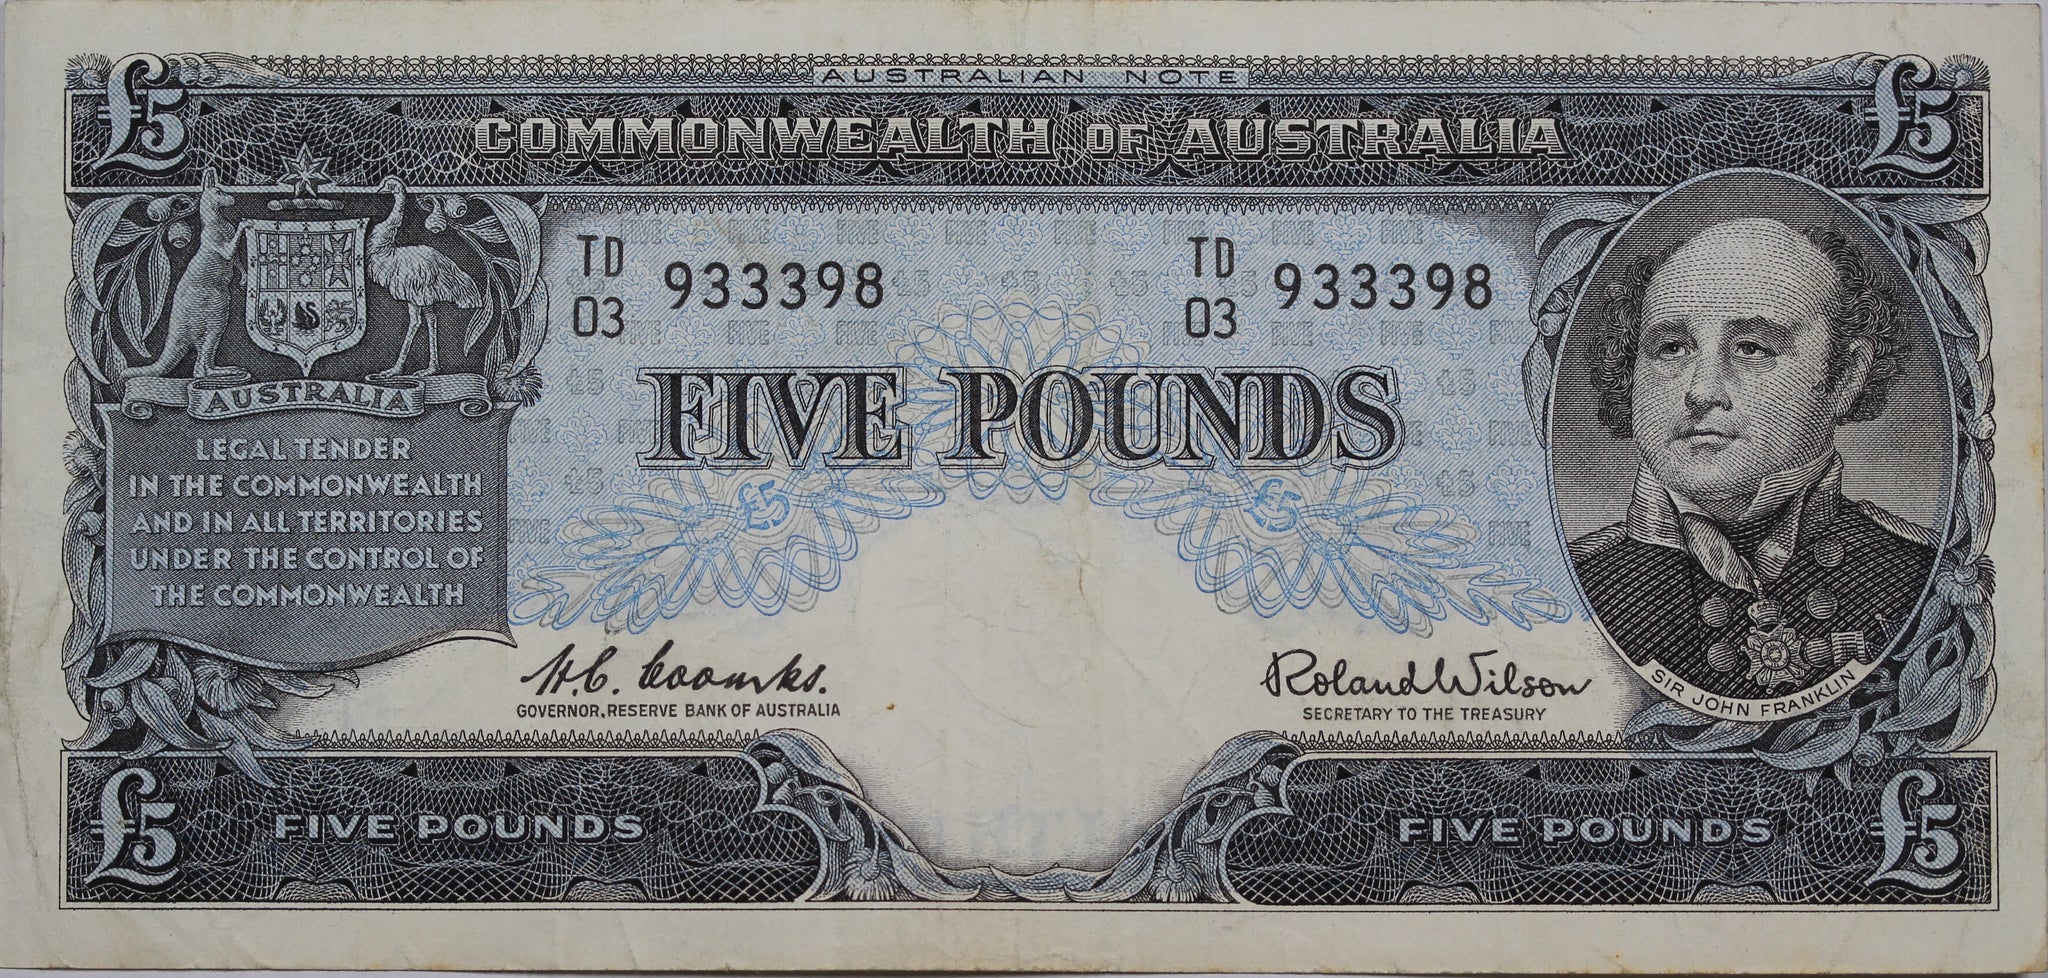 AUSTRALIAN NOTE
£5 COMMONWEALTH OF AUSTRALIA £5
TD 03 933398 TD 03 933398
AUSTRALIA
FIVE POUNDS
LEGAL TENDER
IN THE COMMONWEALTH
AND IN ALL TERRITORIES
UNDER THE CONTROL OF
THE COMMONWEALTH
£5 £5
H.C. Coombs.
GOVERNOR, RESERVE BANK OF AUSTRALIA
Roland Wilson
SECRETARY TO THE TREASURY
SIR JOHN FRANKLIN
£5 FIVE POUNDS FIVE POUNDS £5